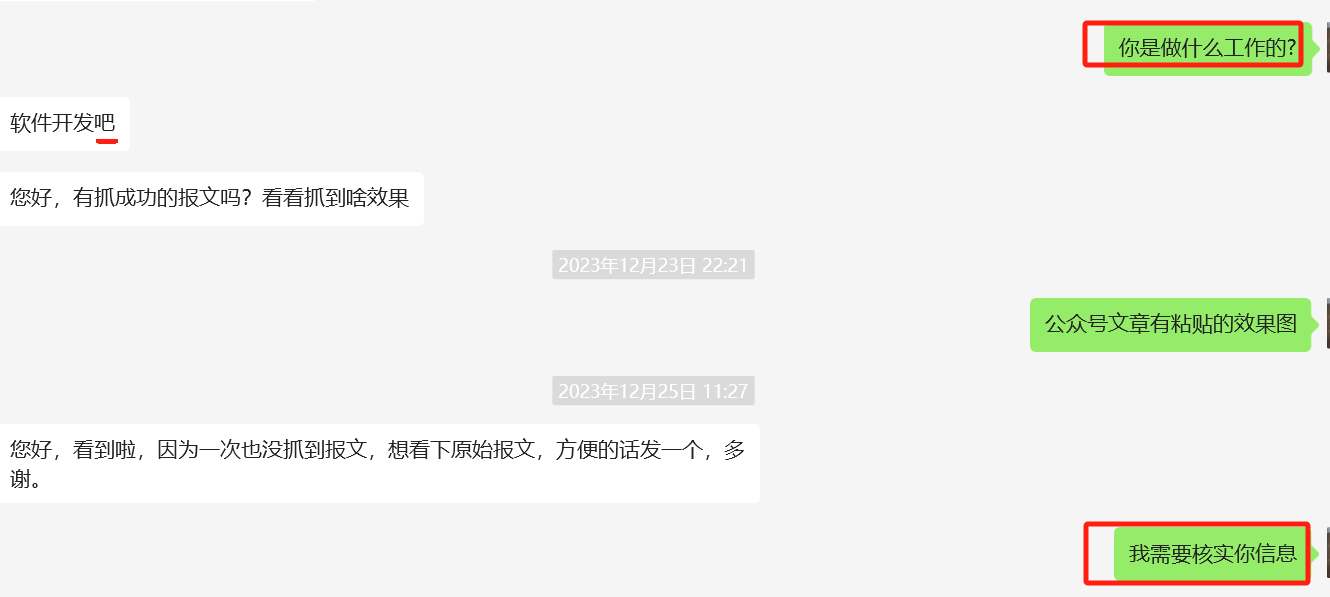 你是做什么工作的?
软件开发吧
您好，有抓成功的报文吗？看看抓到啥效果
2023年12月23日 22:21
公众号文章有粘贴的效果图
2023年12月25日 11:27
您好，看到啦，因为一次也没抓到报文，想看下原始报文，方便的话发一个，多
谢。
我需要核实你信息